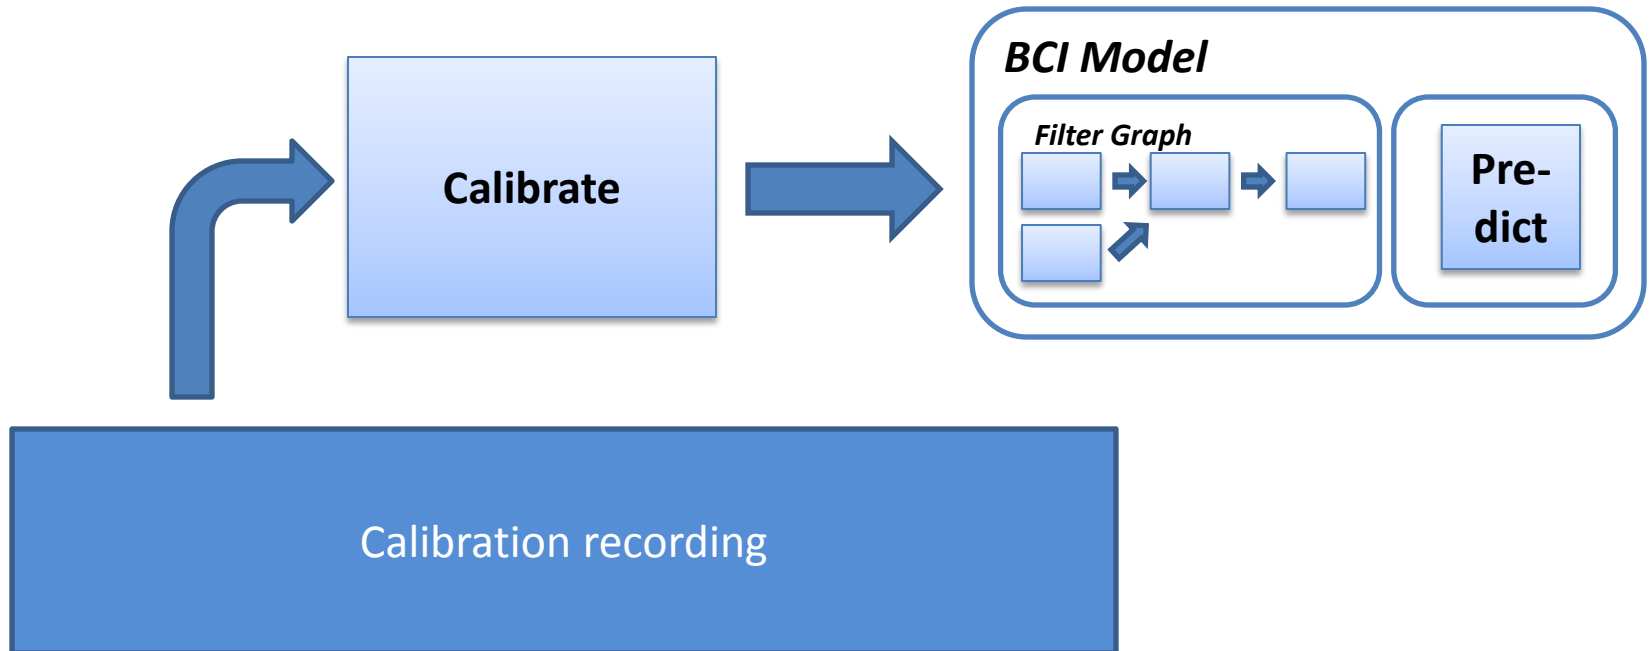 BCI Model
Filter Graph
Calibrate
Pre-
dict
Calibration recording